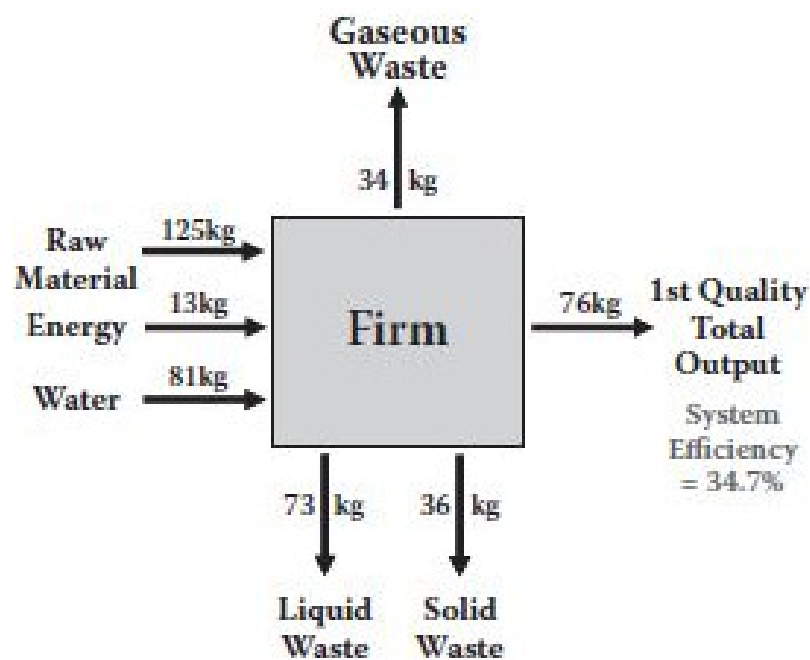 Gaseous
Waste
34 kg
Raw
Material
125kg
Energy
13kg
Water
81kg
Firm
76kg
1st Quality
Total
Output
System
Efficiency
= 34.7%
73 kg
36 kg
Liquid
Waste
Solid
Waste